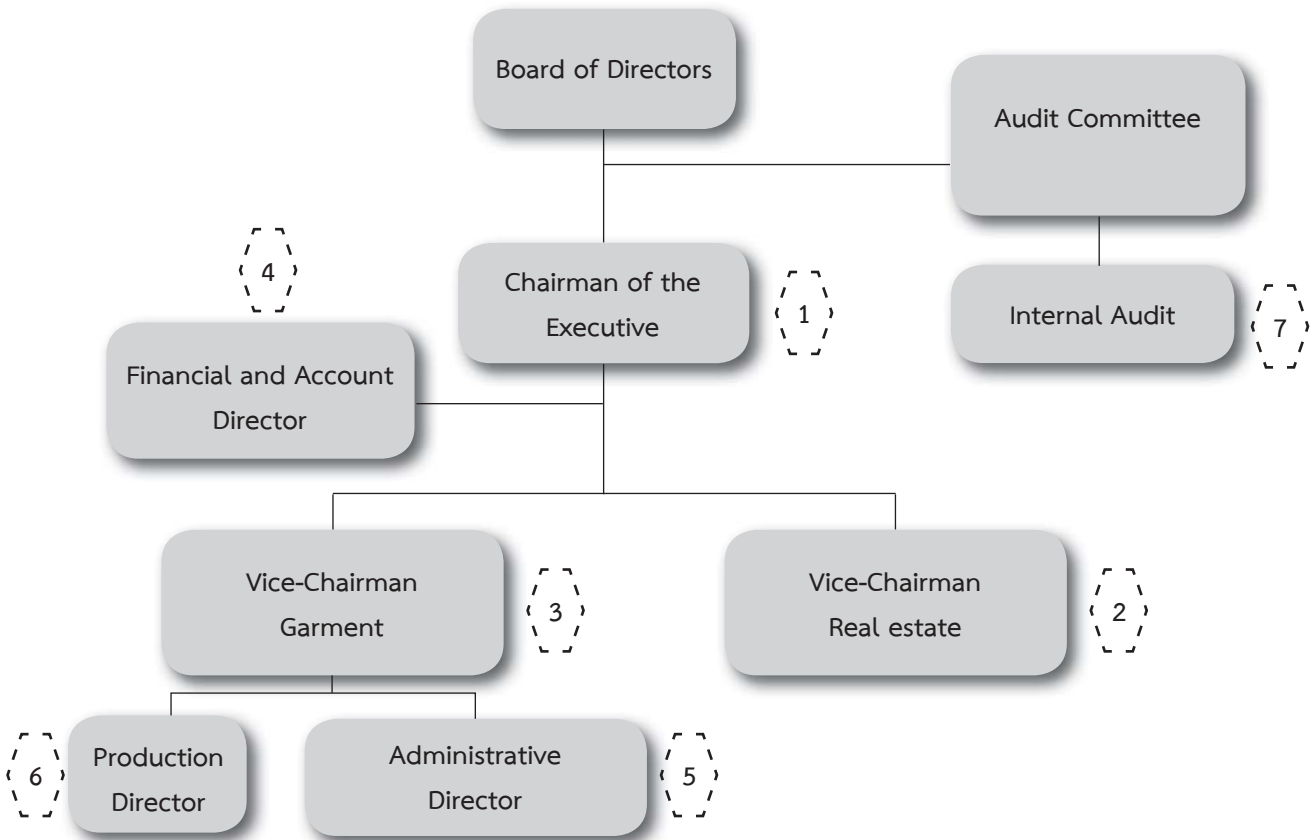 Board of Directors
Audit Committee
4
Chairman of the
Executive
1
Internal Audit
7
Financial and Account
Director
Vice-Chairman
Garment
3
Vice-Chairman
Real estate
2
6
Production
Director
Administrative
Director
5